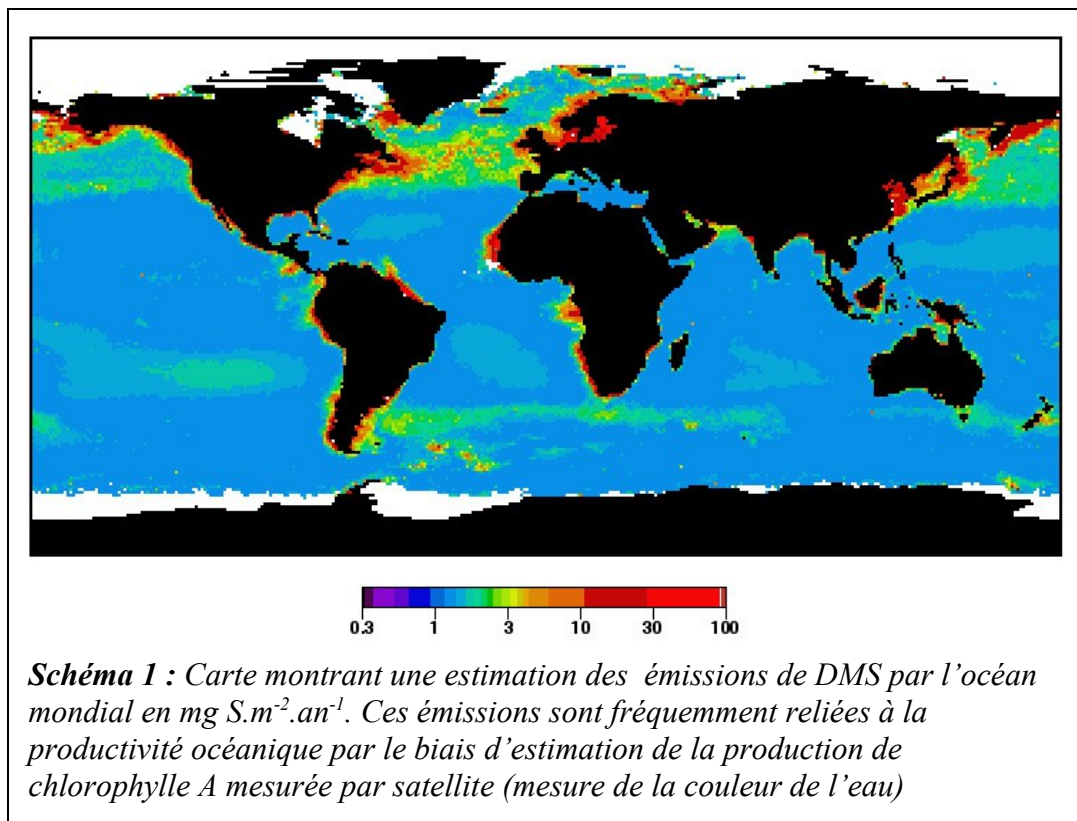 0.3 1 3 10 30 100
Schéma 1 : Carte montrant une estimation des émissions de DMS par l'océan
mondial en mg S.m⁻².an⁻¹. Ces émissions sont fréquemment reliées à la
productivité océanique par le biais d'estimation de la production de
chlorophylle A mesurée par satellite (mesure de la couleur de l'eau)